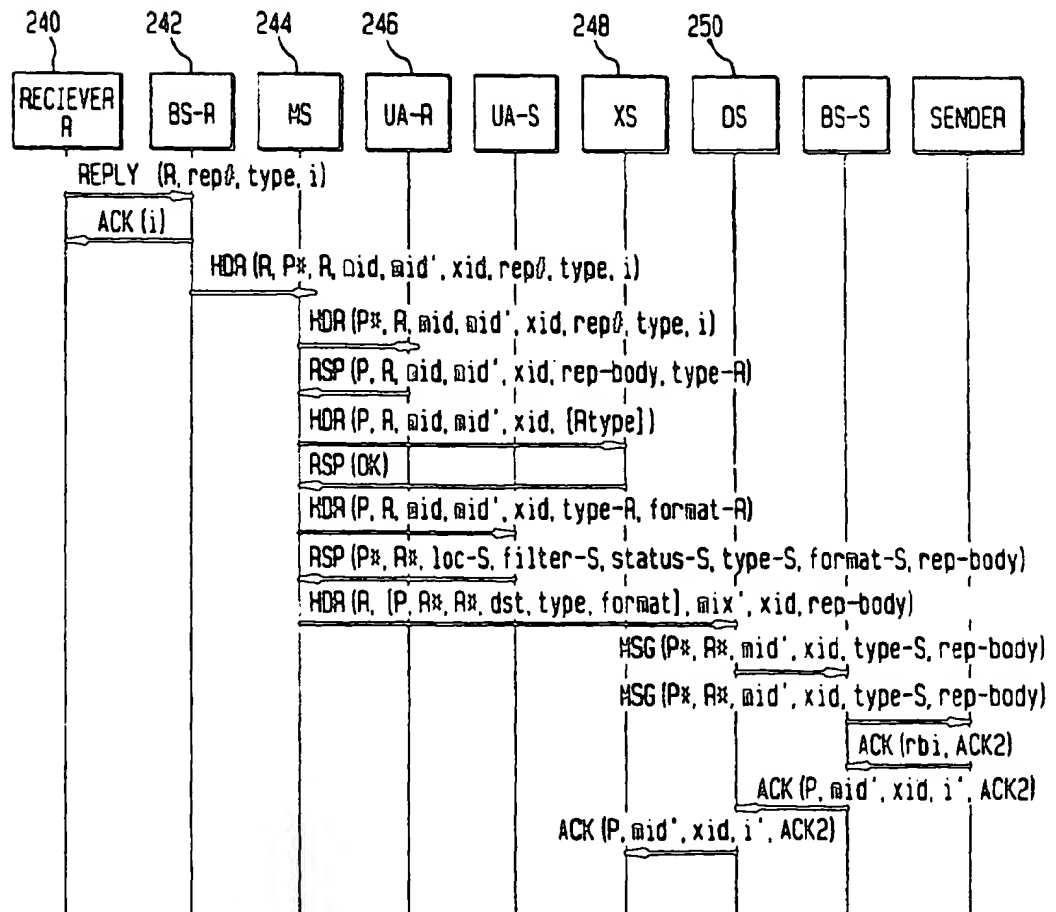 240 242 244 246 248 250
RECIEVER R BS-R MS UA-R UA-S XS DS BS-S SENDER
REPLY (R, rep#, type, i)
ACK (i)
HDR (R, P*, R, mid, mid', xid, rep#, type, i)
HDR (P*, R, mid, mid', xid, rep#, type, i)
RSP (P, R, mid, mid', xid, rep-body, type-R)
HDR (P, R, mid, mid', xid, [Rtype])
RSP (OK)
HDR (P, R, mid, mid', xid, type-R, format-R)
RSP (P*, R*, loc-S, filter-S, status-S, type-S, format-S, rep-body)
HDR (R, [P, R*, R*, dst, type, format], mix', xid, rep-body)
MSG (P*, R*, mid', xid, type-S, rep-body)
MSG (P*, R*, mid', xid, type-S, rep-body)
ACK (rbi, ACK2)
ACK (P, mid', xid, i', ACK2)
ACK (P, mid', xid, i', ACK2)